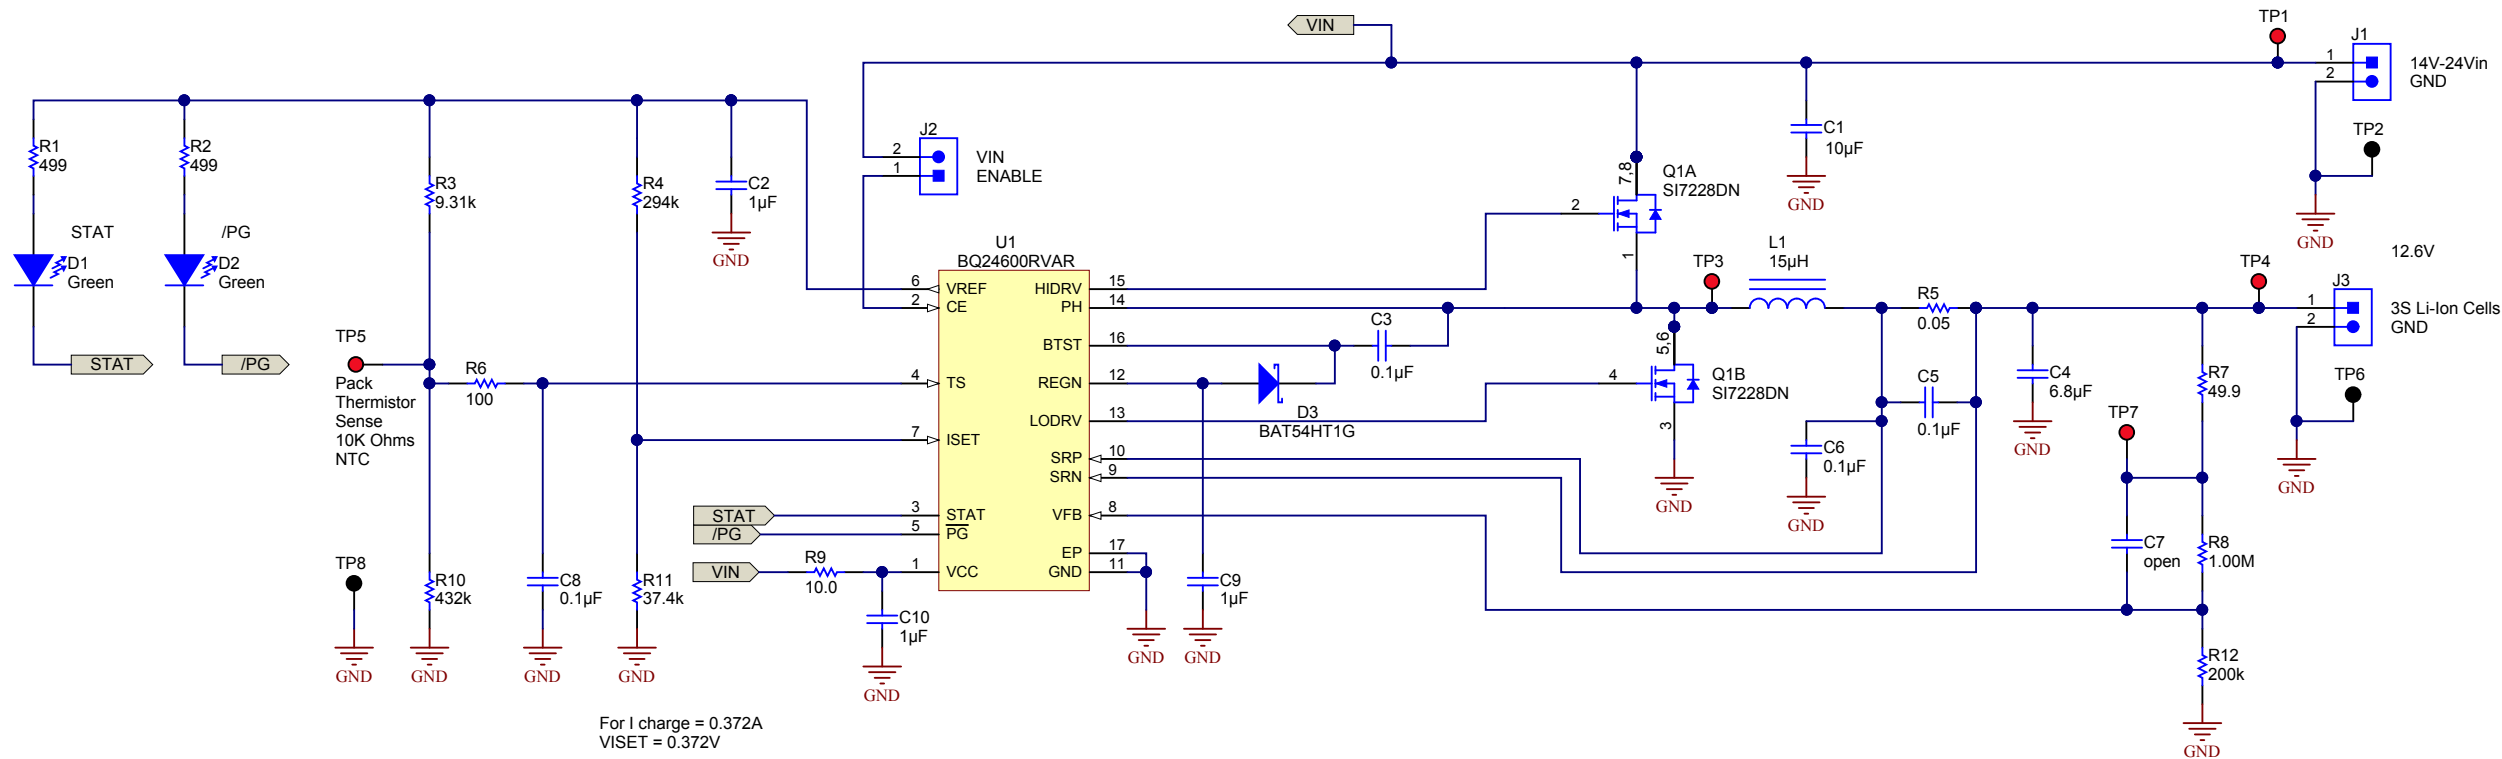 VIN
TP1
J1
1
2
14V-24Vin
GND
TP2
GND
R1
499
R2
499
R3
9.31k
R4
294k
C2
1µF
GND
J2
2
1
VIN
ENABLE
7,8
Q1A
SI7228DN
2
1
C1
10µF
GND
STAT
D1
Green
/PG
D2
Green
STAT
/PG
U1
BQ24600RVAR
6 VREF
2 CE
4 TS
7 ISET
3 STAT
5 PG
1 VCC
HIDRV 15
PH 14
BTST 16
REGN 12
LODRV 13
SRP 10
SRN 9
VFB 8
EP 17
GND 11
TP3
L1
15µH
R5
0.05
TP4
12.6V
J3
1
2
3S Li-Ion Cells
GND
TP6
GND
C3
0.1µF
D3
BAT54HT1G
5,6
Q1B
SI7228DN
4
3
GND
C6
0.1µF
GND
C5
0.1µF
C4
6.8µF
GND
R7
49.9
TP7
C7
open
R8
1.00M
R12
200k
GND
TP5
Pack
Thermistor
Sense
10K Ohms
NTC
R6
100
TP8
GND
R10
432k
GND
C8
0.1µF
GND
R11
37.4k
GND
STAT
/PG
VIN
R9
10.0
C10
1µF
GND
GND
C9
1µF
GND
For I charge = 0.372A
VISET = 0.372V